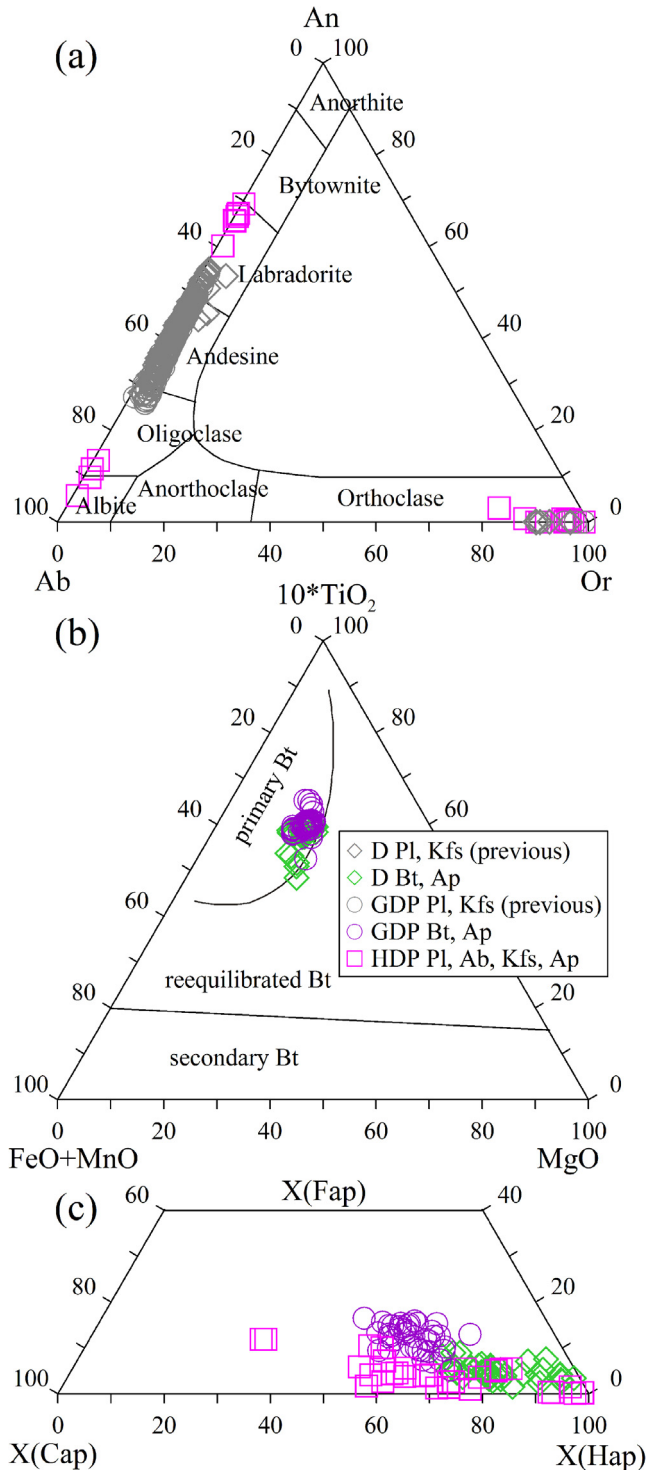 An
(a)
0 100
Anorthite
20
80
Bytownite
40
60
Labradorite
60
40
Andesine
80
20
Oligoclase
Anorthoclase
Orthoclase
100
Albite
0
0 20 40 60 80 100
Ab
Or
10*TiO₂
(b)
0 100
20
80
primary Bt
40
60
D Pl, Kfs (previous)
D Bt, Ap
GDP Pl, Kfs (previous)
GDP Bt, Ap
HDP Pl, Ab, Kfs, Ap
60
reequilibrated Bt
80
20
secondary Bt
100
0
0 20 40 60 80 100
FeO+MnO
MgO
(c)
60
X(Fap)
40
80
20
100
0
0 20 40 60 80 100
X(Cap)
X(Hap)